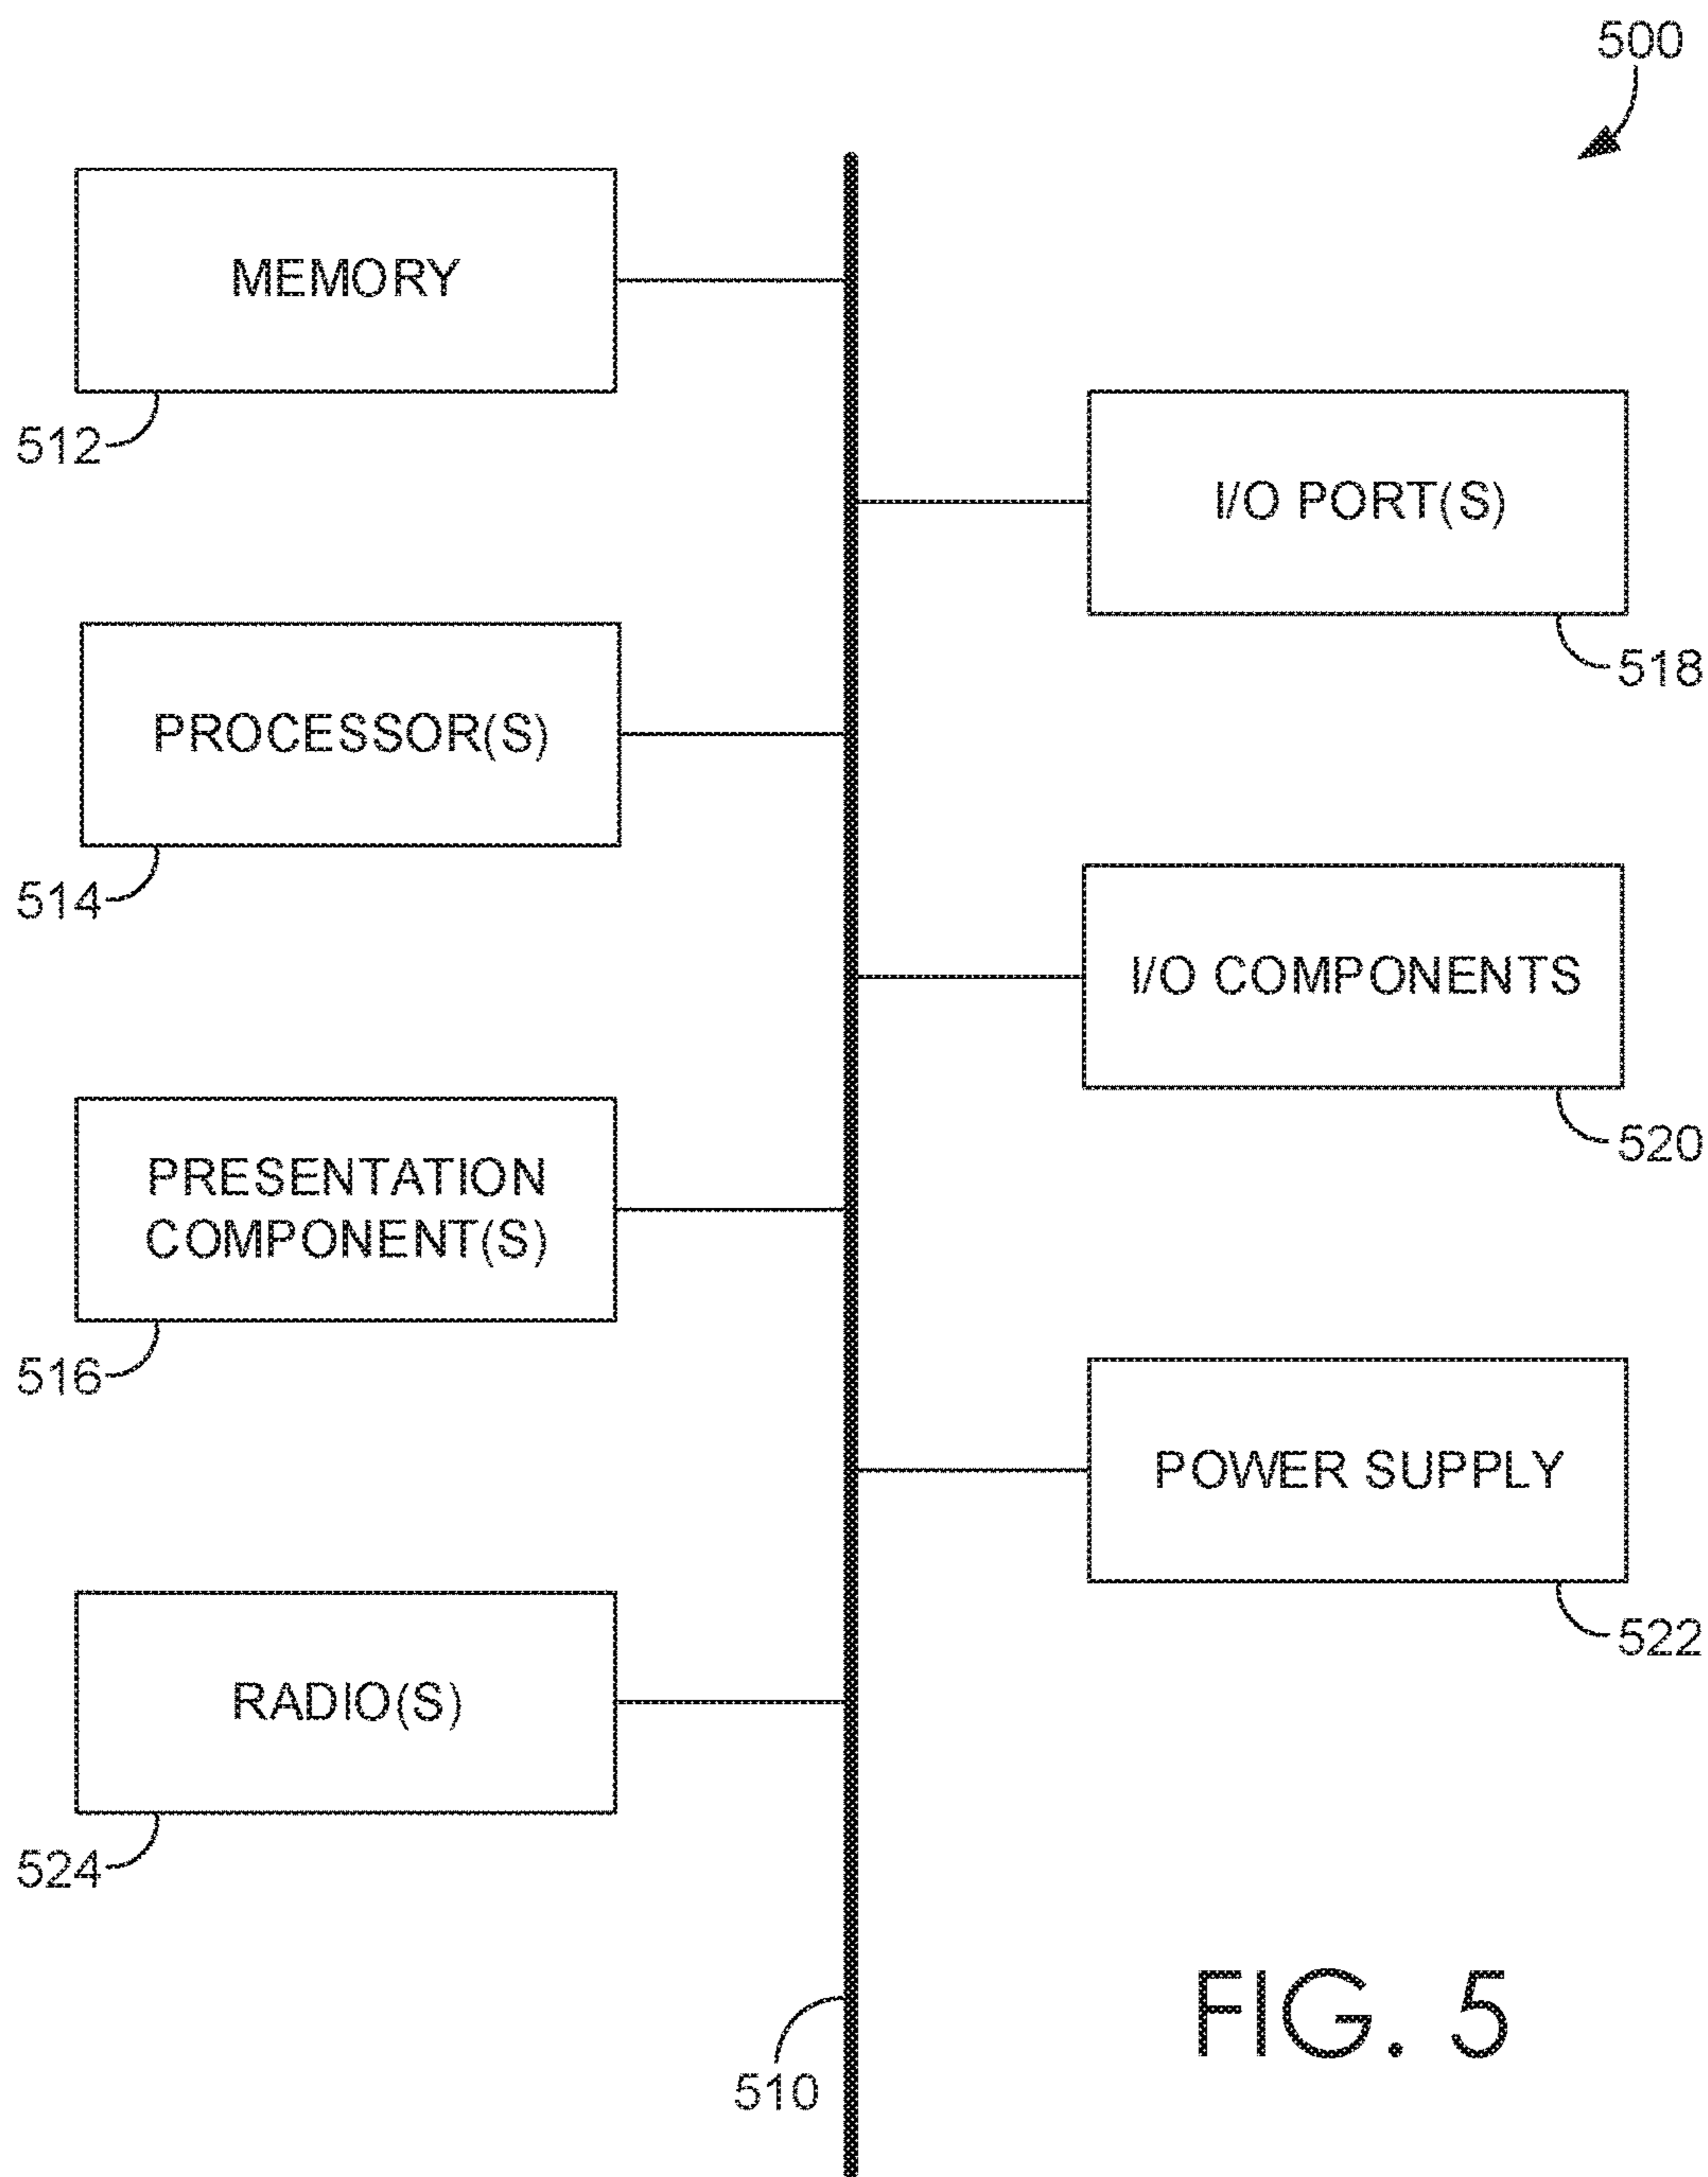 500
MEMORY
512
I/O PORT(S)
518
PROCESSOR(S)
514
I/O COMPONENTS
520
PRESENTATION
COMPONENT(S)
516
POWER SUPPLY
522
RADIO(S)
524
510
FIG. 5